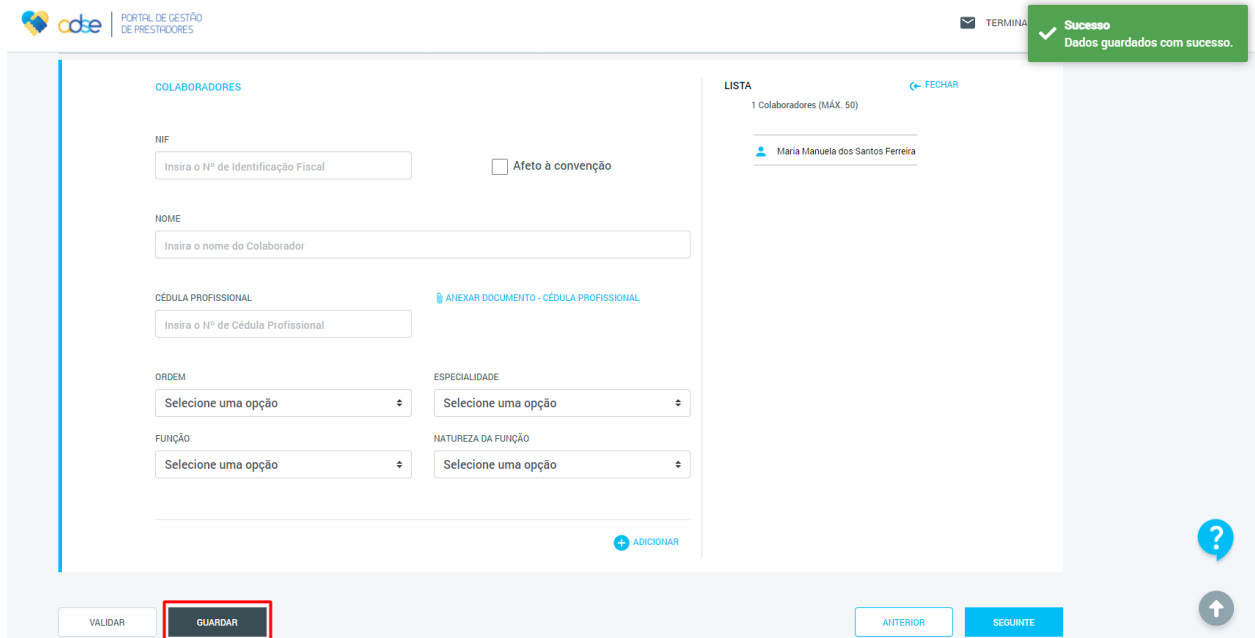 adse
PORTAL DE GESTÃO
DE PRESTADORES
TERMINA
Sucesso
Dados guardados com sucesso.
COLABORADORES
NIF
Insira o Nº de Identificação Fiscal
Afeto à convenção
NOME
Insira o nome do Colaborador
CÉDULA PROFISSIONAL
ANEXAR DOCUMENTO - CÉDULA PROFISSIONAL
Insira o Nº de Cédula Profissional
ORDEM
ESPECIALIDADE
Selecione uma opção
Selecione uma opção
FUNÇÃO
NATUREZA DA FUNÇÃO
Selecione uma opção
Selecione uma opção
ADICIONAR
LISTA
FECHAR
1 Colaboradores (MÁX. 50)
Maria Manuela dos Santos Ferreira
?
VALIDAR
GUARDAR
ANTERIOR
SEGUINTE